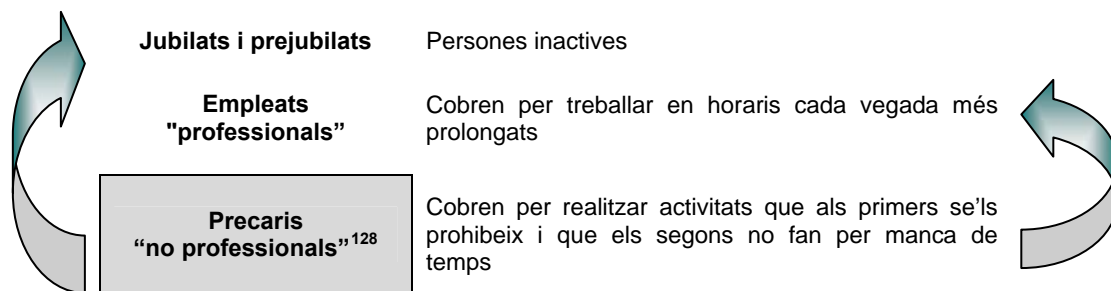 Jubilats i prejubilats Persones inactives
Empleats Cobren per treballar en horaris cada vegada més
"professionals” prolongats
Precaris Cobren per realitzar activitats que als primers se’ls
“no professionals”128 prohibeix i que els segons no fan per manca de
temps